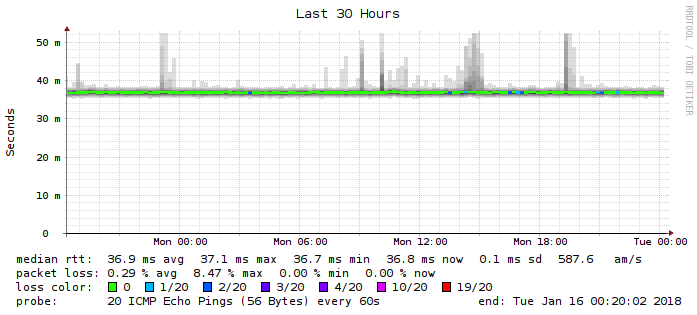 Last 30 Hours
RRDTOOL / TOBI OETIKER
Seconds
50 m
40 m
30 m
20 m
10 m
0
Mon 00:00 Mon 06:00 Mon 12:00 Mon 18:00 Tue 00:00
median rtt: 36.9 ms avg 37.1 ms max 36.7 ms min 36.8 ms now 0.1 ms sd 587.6 am/s
packet loss: 0.29 % avg 8.47 % max 0.00 % min 0.00 % now
loss color: 0 1/20 2/20 3/20 4/20 10/20 19/20
probe: 20 ICMP Echo Pings (56 Bytes) every 60s end: Tue Jan 16 00:20:02 2018